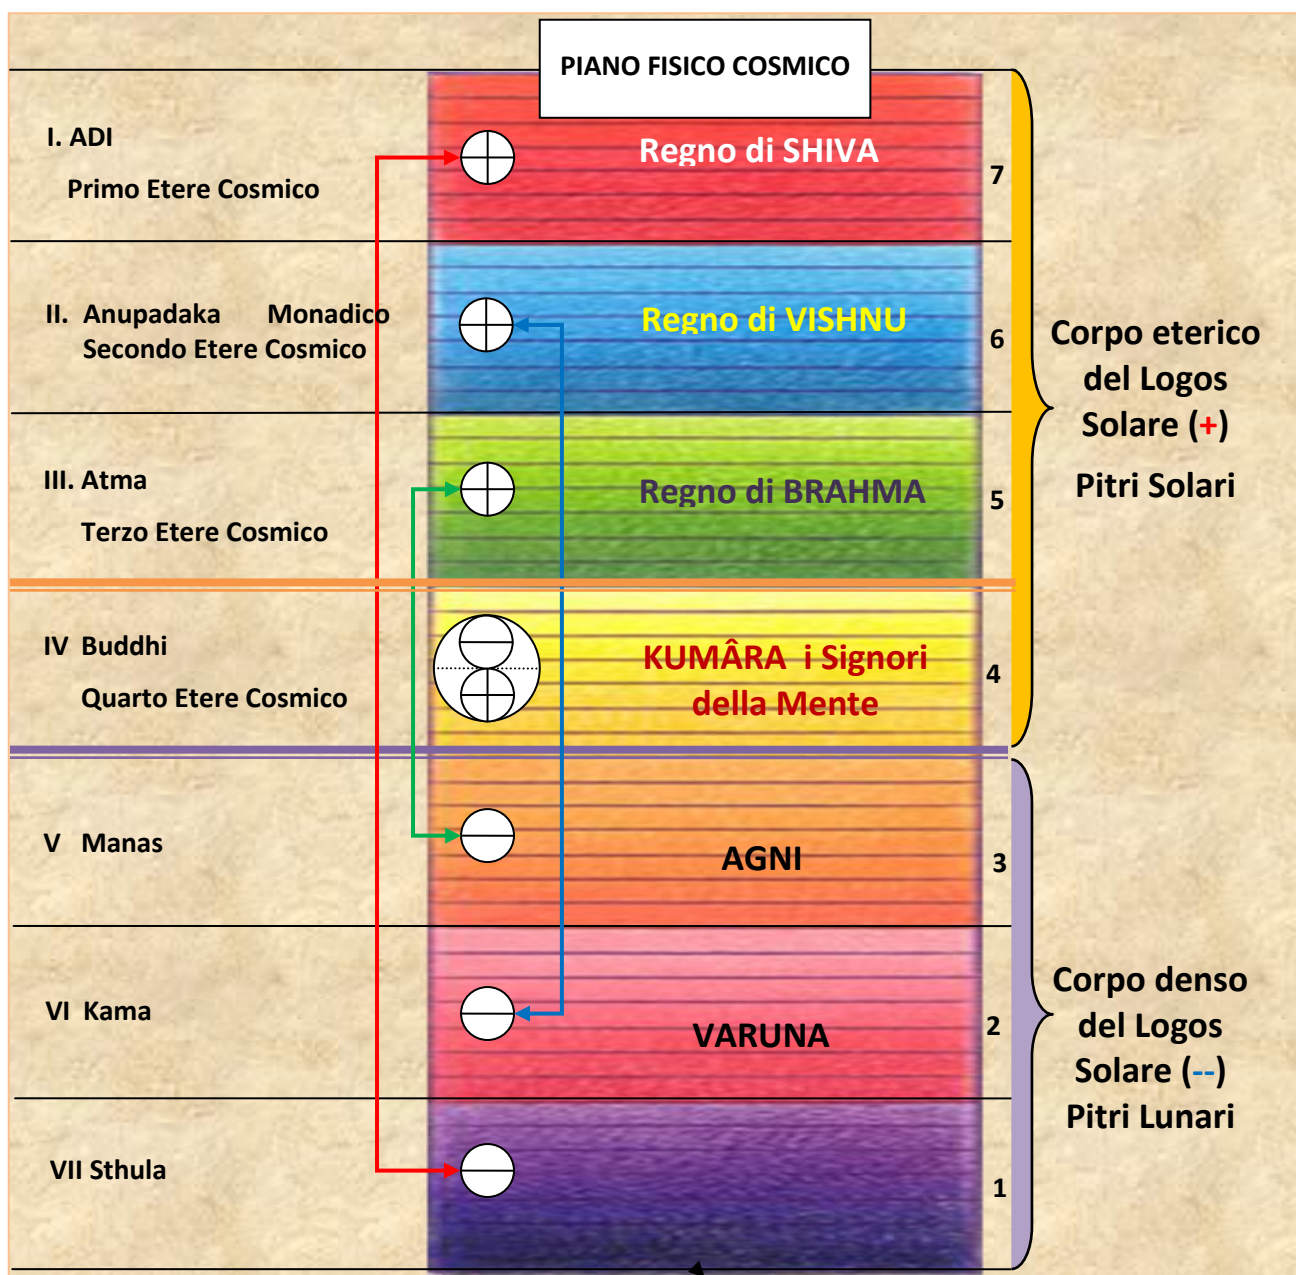 PIANO FISICO COSMICO
I. ADI
Primo Etere Cosmico
Regno di SHIVA
7
II. Anupadaka Monadico
Secondo Etere Cosmico
Regno di VISHNU
6
III. Atma
Terzo Etere Cosmico
Regno di BRAHMA
5
IV Buddhi
Quarto Etere Cosmico
KUMÂRA i Signori
della Mente
4
Corpo eterico
del Logos
Solare (+)
Pitri Solari
V Manas
AGNI
3
VI Kama
VARUNA
2
VII Sthula
1
Corpo denso
del Logos
Solare (--)
Pitri Lunari